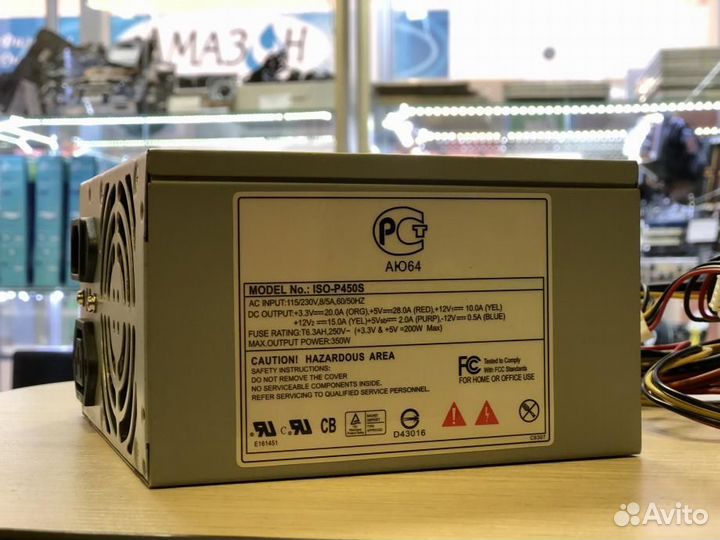 АМАЗОН
РСТ
АЮ64
MODEL No.: ISO-P450S
AC INPUT:115/230V,8/5A,60/50HZ
DC OUTPUT:+3.3V⎓20.0A (ORG),+5V⎓28.0A (RED),+12V1⎓ 10.0A (YEL)
+12V2 ⎓15.0A (YEL)+5VSB⎓ 2.0A (PURP),-12V⎓ 0.5A (BLUE)
FUSE RATING:T6.3AH,250V~ (+3.3V & +5V =200W Max)
MAX.OUTPUT POWER:350W
CAUTION! HAZARDOUS AREA
SAFETY INSTRUCTIONS:
DO NOT REMOVE THE COVER
NO SERVICEABLE COMPONENTS INSIDE.
REFER SERVICING TO QUALIFIED SERVICE PERSONNEL.
FC Tested to Comply
With FCC Standards
FOR HOME OR OFFICE USE
E161451
CB
D43016
C8307
Avito